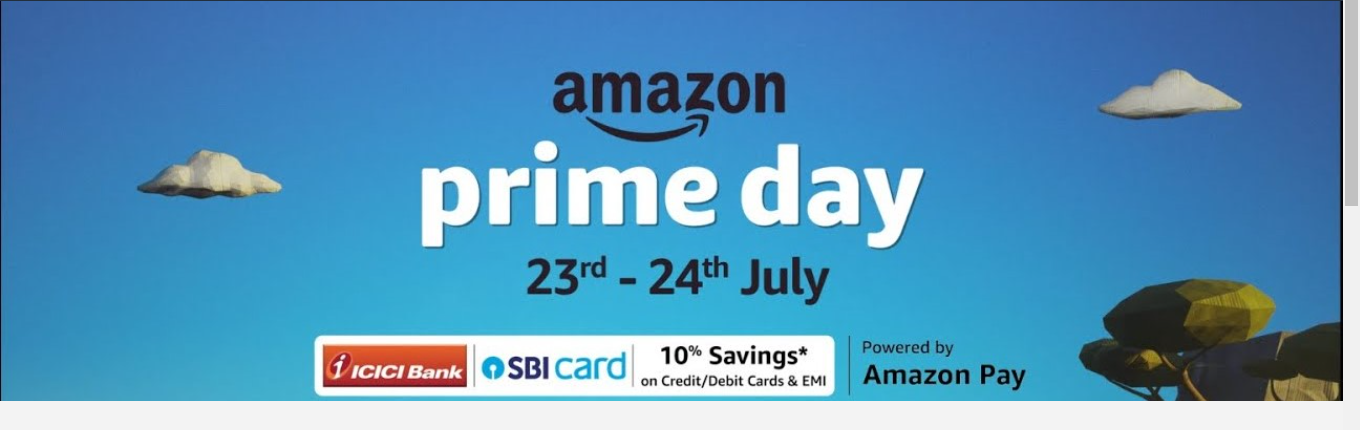 amazon
prime day
23rd - 24th July
ICICI Bank
SBI card
10% Savings*
on Credit/Debit Cards & EMI
Powered by
Amazon Pay